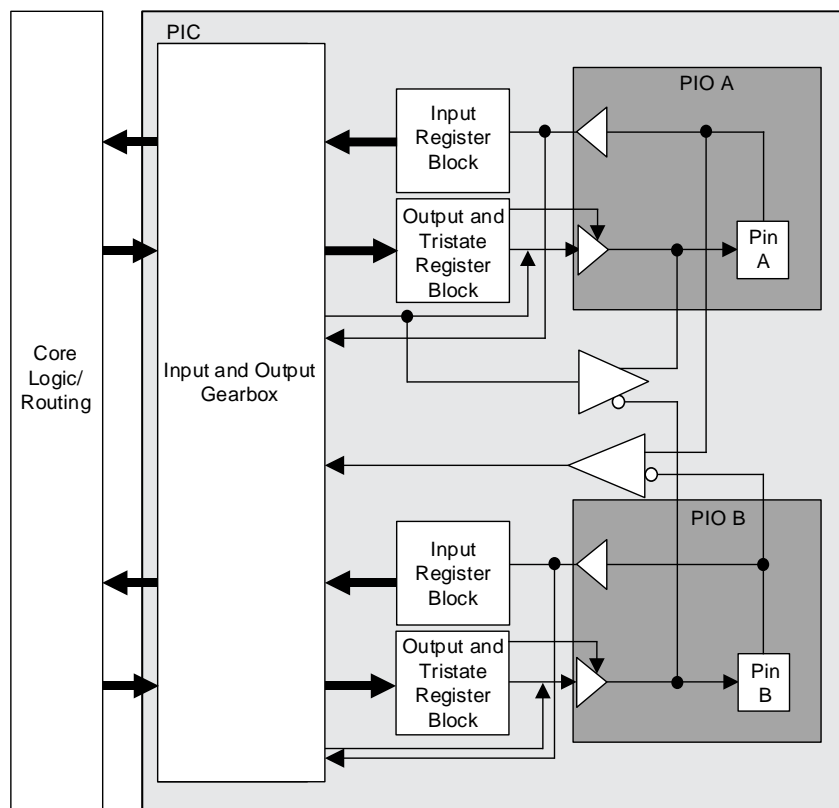 PIC
PIO A
Input
Register
Block
Output and
Tristate
Register
Block
Pin
A
Core
Logic/
Routing
Input and Output
Gearbox
PIO B
Input
Register
Block
Output and
Tristate
Register
Block
Pin
B